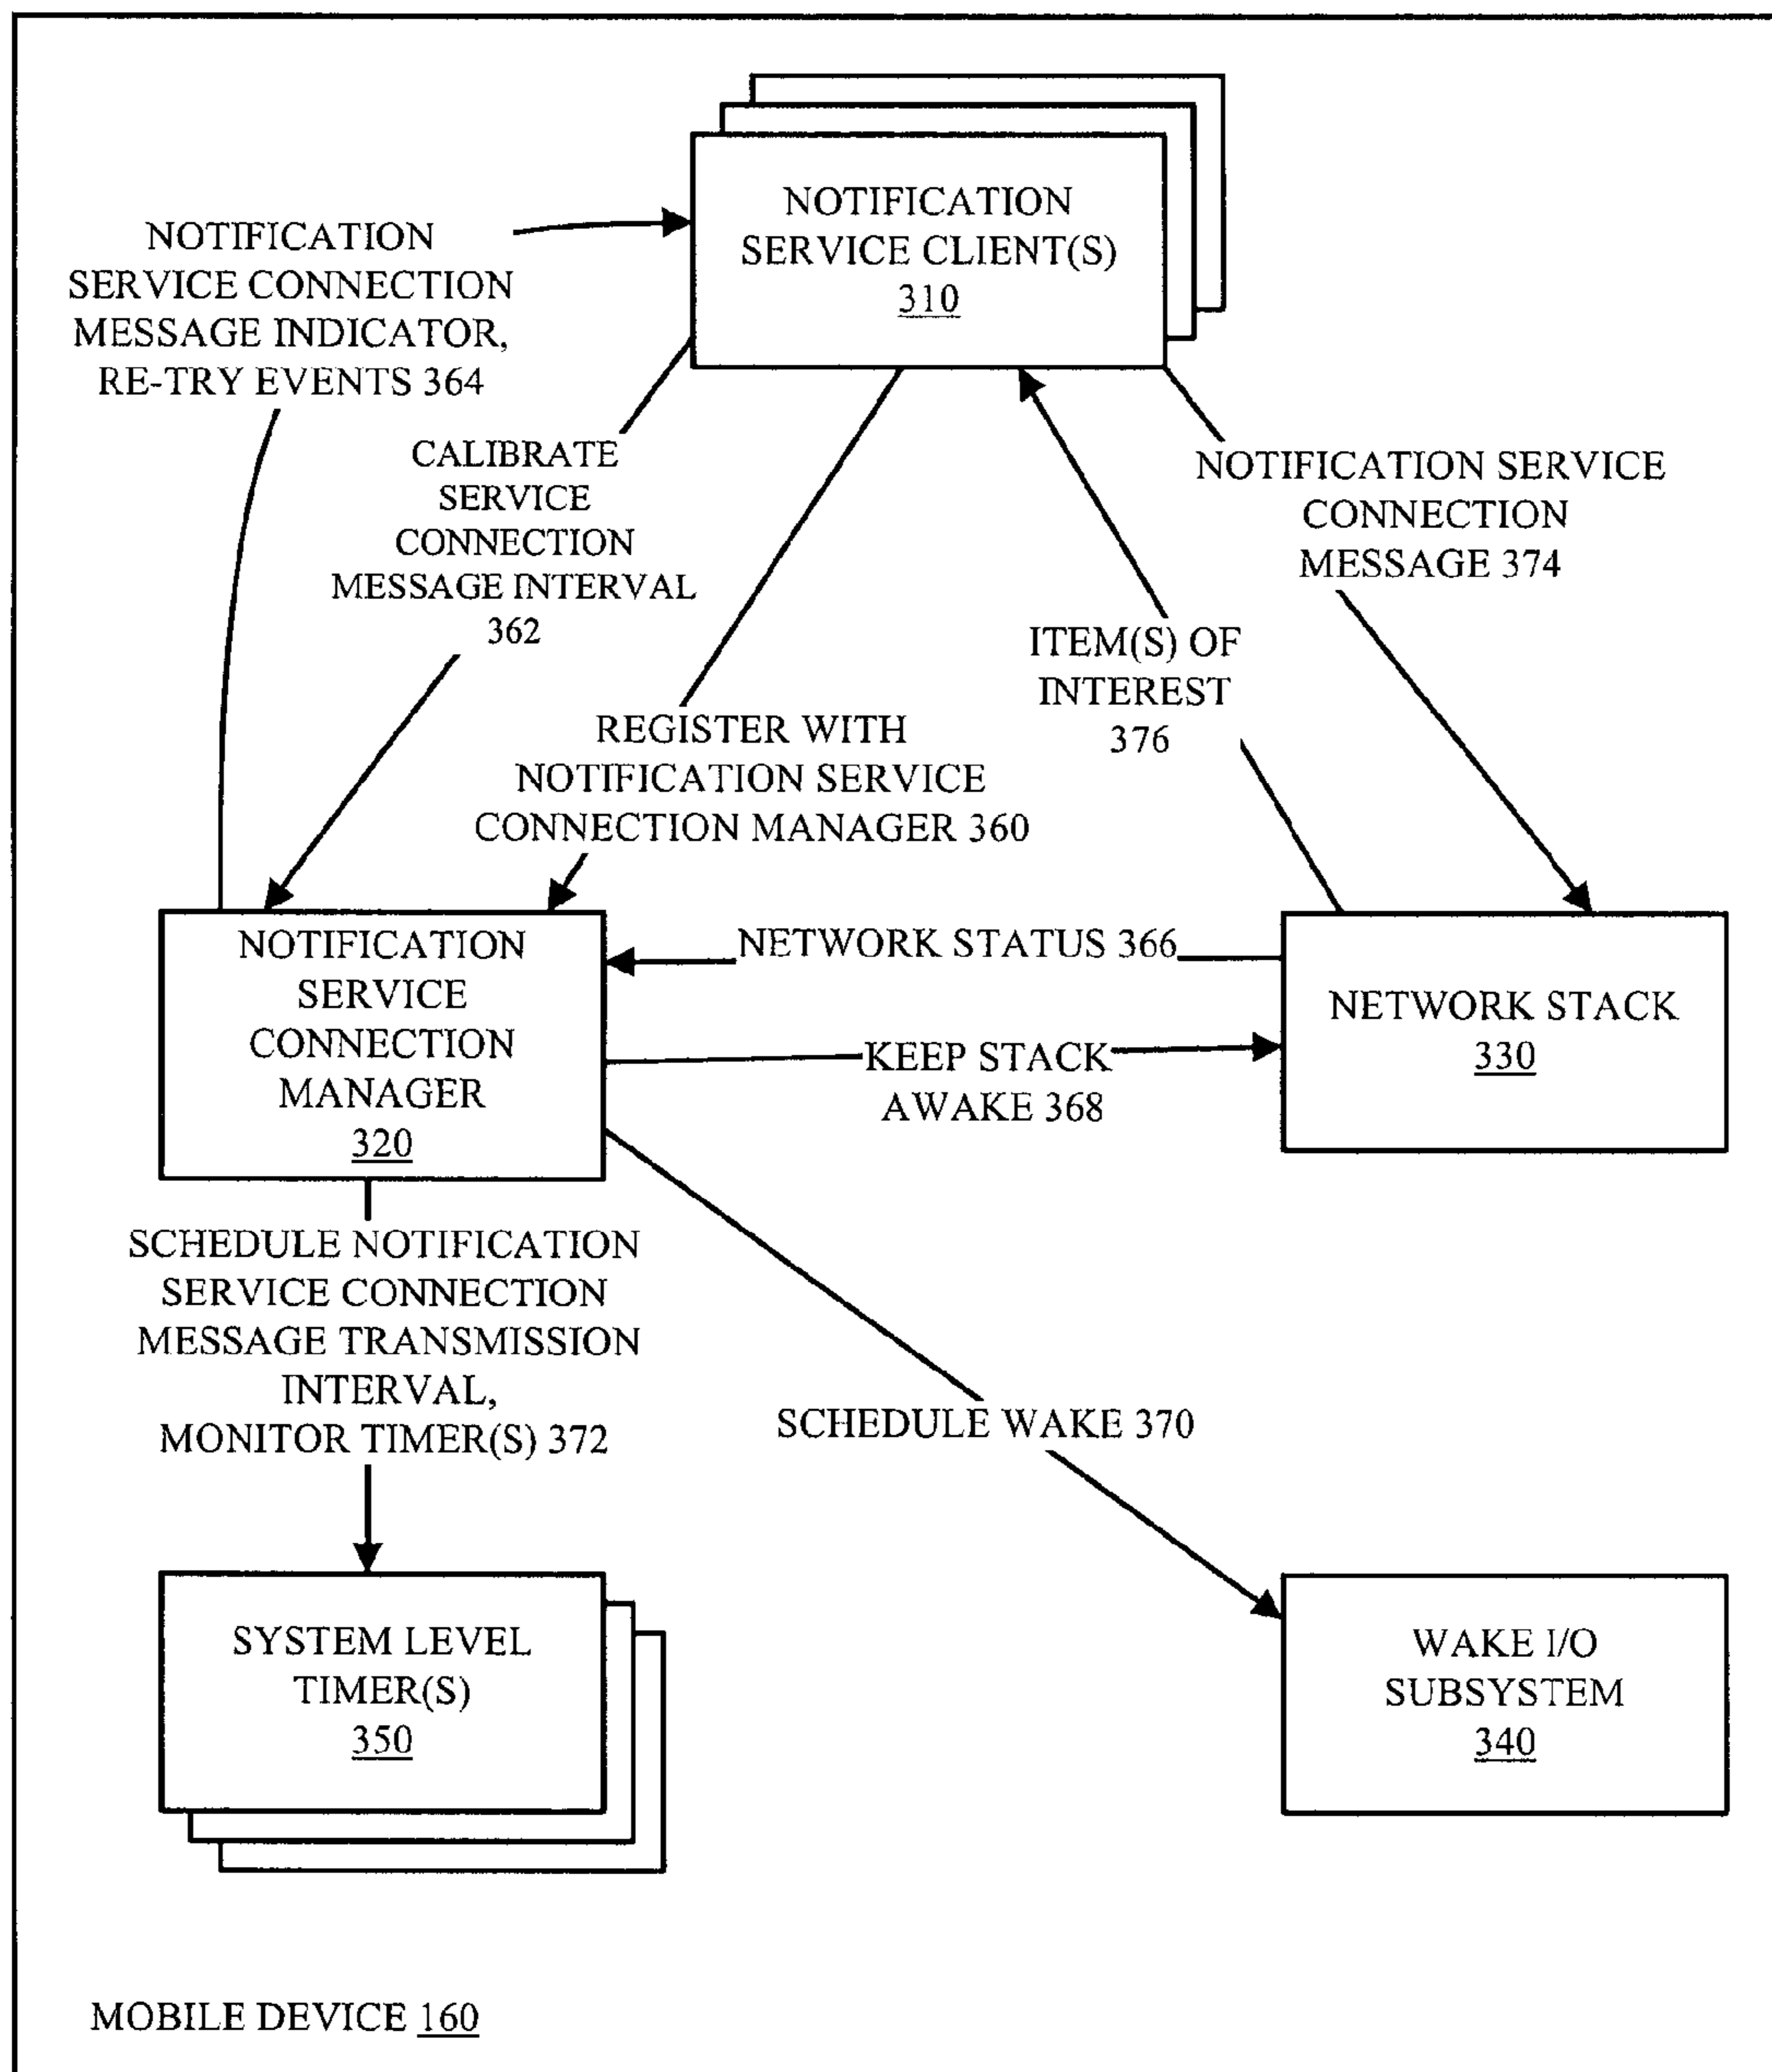 NOTIFICATION
SERVICE CLIENT(S)
310
NOTIFICATION
SERVICE CONNECTION
MESSAGE INDICATOR,
RE-TRY EVENTS 364
CALIBRATE
SERVICE
CONNECTION
MESSAGE INTERVAL
362
NOTIFICATION SERVICE
CONNECTION
MESSAGE 374
ITEM(S) OF
INTEREST
376
REGISTER WITH
NOTIFICATION SERVICE
CONNECTION MANAGER 360
NOTIFICATION
SERVICE
CONNECTION
MANAGER
320
NETWORK STATUS 366
KEEP STACK
AWAKE 368
NETWORK STACK
330
SCHEDULE NOTIFICATION
SERVICE CONNECTION
MESSAGE TRANSMISSION
INTERVAL,
MONITOR TIMER(S) 372
SCHEDULE WAKE 370
SYSTEM LEVEL
TIMER(S)
350
WAKE I/O
SUBSYSTEM
340
MOBILE DEVICE 160